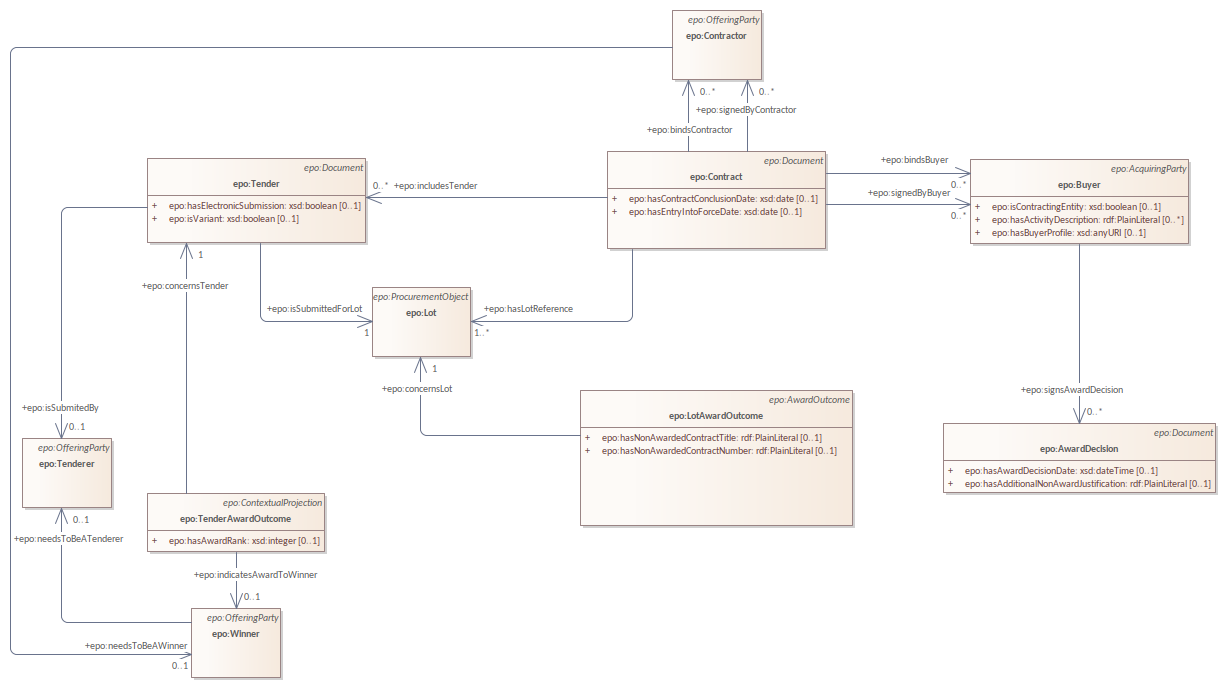 epo:OfferingParty
epo:Contractor
0..*
0..*
+epo:signedByContractor
+epo:bindsContractor
epo:Document
epo:Tender
+ epo:hasElectronicSubmission: xsd:boolean [0..1]
+ epo:isVariant: xsd:boolean [0..1]
0..*
+epo:includesTender
epo:Document
epo:Contract
+ epo:hasContractConclusionDate: xsd:date [0..1]
+ epo:hasEntryIntoForceDate: xsd:date [0..1]
+epo:bindsBuyer
0..*
+epo:signedByBuyer
0..*
epo:AcquiringParty
epo:Buyer
+ epo:isContractingEntity: xsd:boolean [0..1]
+ epo:hasActivityDescription: rdf:PlainLiteral [0..*]
+ epo:hasBuyerProfile: xsd:anyURI [0..1]
1
+epo:concernsTender
+epo:isSubmittedForLot
1
epo:ProcurementObject
epo:Lot
+epo:hasLotReference
1..*
1
+epo:concernsLot
epo:AwardOutcome
epo:LotAwardOutcome
+ epo:hasNonAwardedContractTitle: rdf:PlainLiteral [0..1]
+ epo:hasNonAwardedContractNumber: rdf:PlainLiteral [0..1]
+epo:signsAwardDecision
0..*
epo:Document
epo:AwardDecision
+ epo:hasAwardDecisionDate: xsd:dateTime [0..1]
+ epo:hasAdditionalNonAwardJustification: rdf:PlainLiteral [0..1]
+epo:isSubmitedBy
0..1
epo:OfferingParty
epo:Tenderer
0..1
+epo:needsToBeATenderer
epo:ContextualProjection
epo:TenderAwardOutcome
+ epo:hasAwardRank: xsd:integer [0..1]
+epo:indicatesAwardToWinner
0..1
epo:OfferingParty
epo:Winner
+epo:needsToBeAWinner
0..1